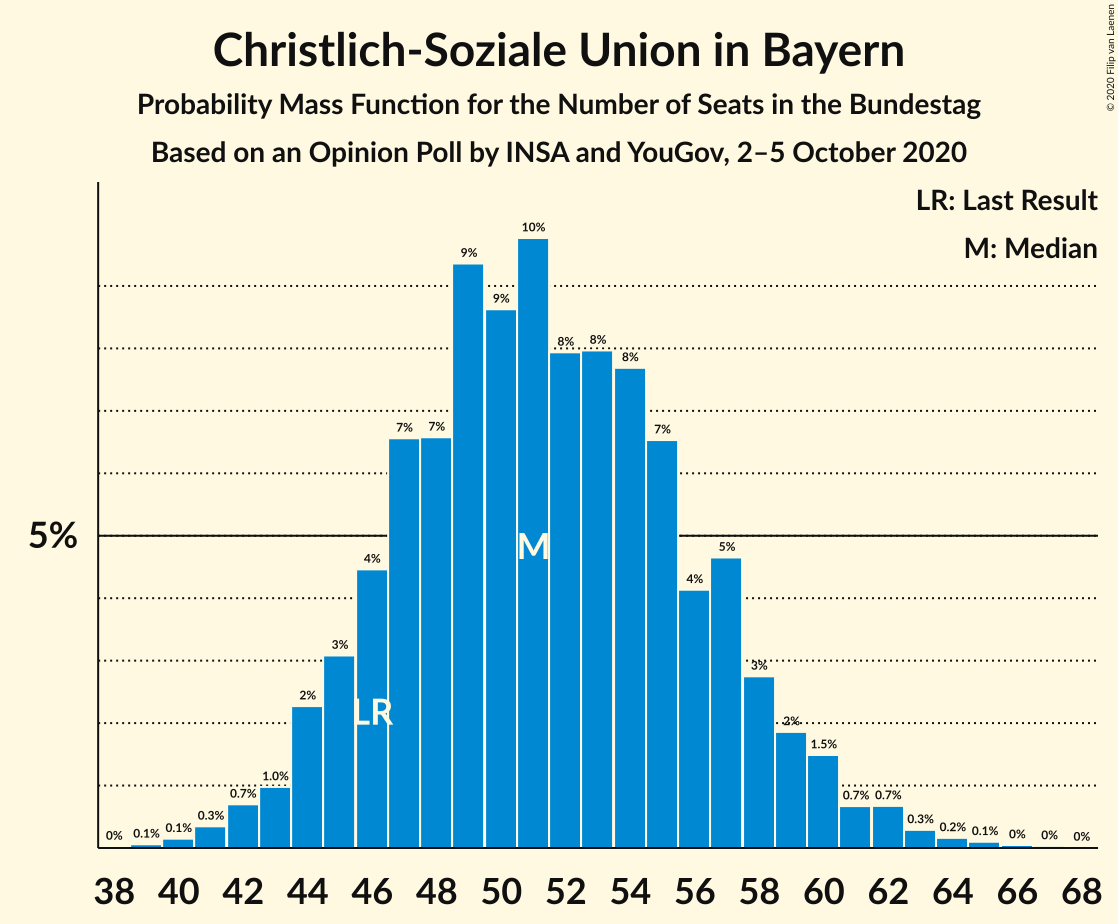 Christlich-Soziale Union in Bayern
Probability Mass Function for the Number of Seats in the Bundestag
Based on an Opinion Poll by INSA and YouGov, 2–5 October 2020
© 2020 Filip van Laenen
LR: Last Result
M: Median
5%
0% 0.1% 0.1% 0.3% 0.7% 1.0% 2% 3% 4% 7% 7% 9% 9% 10% 8% 8% 8% 7% 4% 5% 3% 2% 1.5% 0.7% 0.7% 0.3% 0.2% 0.1% 0% 0% 0%
M
LR
38 40 42 44 46 48 50 52 54 56 58 60 62 64 66 68